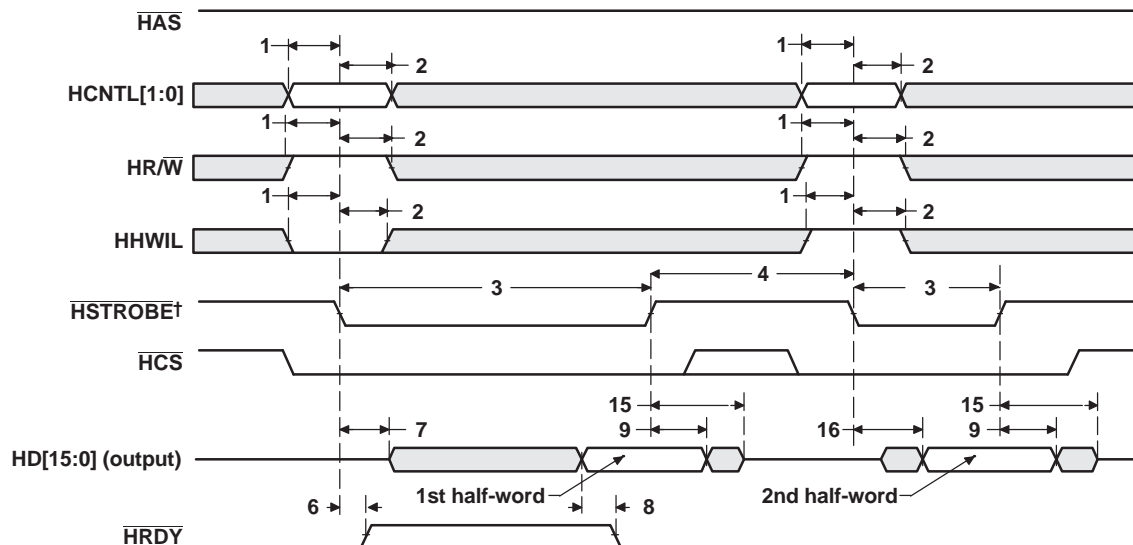 HAS
1
1
2
2
HCNTL[1:0]
1
1
2
2
HR/W
1
1
2
2
HHWIL
3
4
3
HSTROBE†
HCS
15
15
7
9
16
9
HD[15:0] (output)
1st half-word
2nd half-word
6
8
HRDY